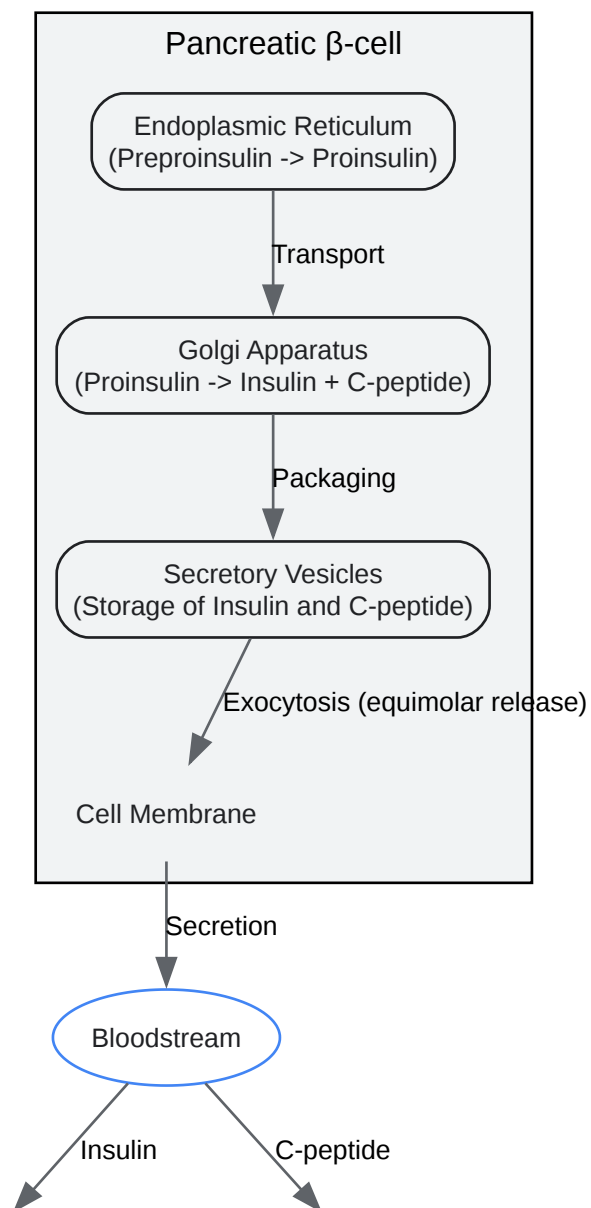 Pancreatic β-cell
Endoplasmic Reticulum
(Preproinsulin -> Proinsulin)
Transport
Golgi Apparatus
(Proinsulin -> Insulin + C-peptide)
Packaging
Secretory Vesicles
(Storage of Insulin and C-peptide)
Exocytosis (equimolar release)
Cell Membrane
Secretion
Bloodstream
Insulin
C-peptide